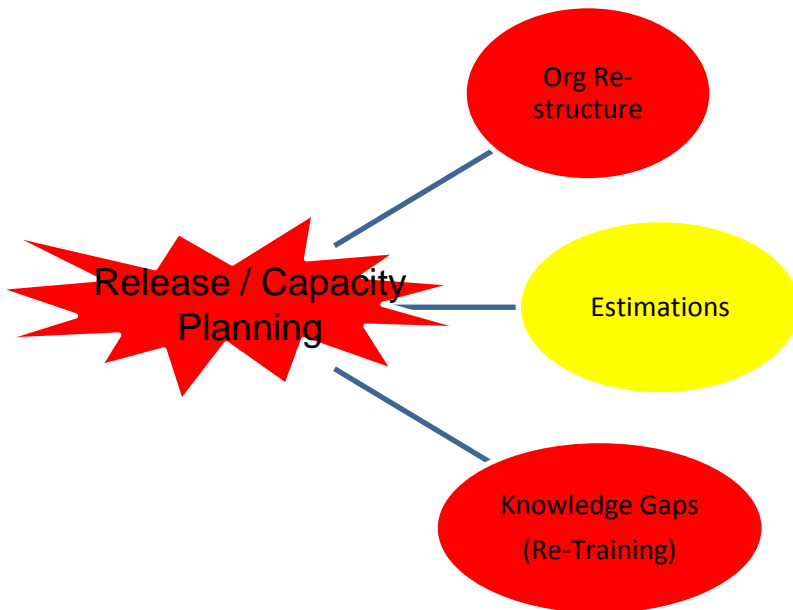 Org Re-
structure
Release / Capacity
Planning
Estimations
Knowledge Gaps
(Re-Training)